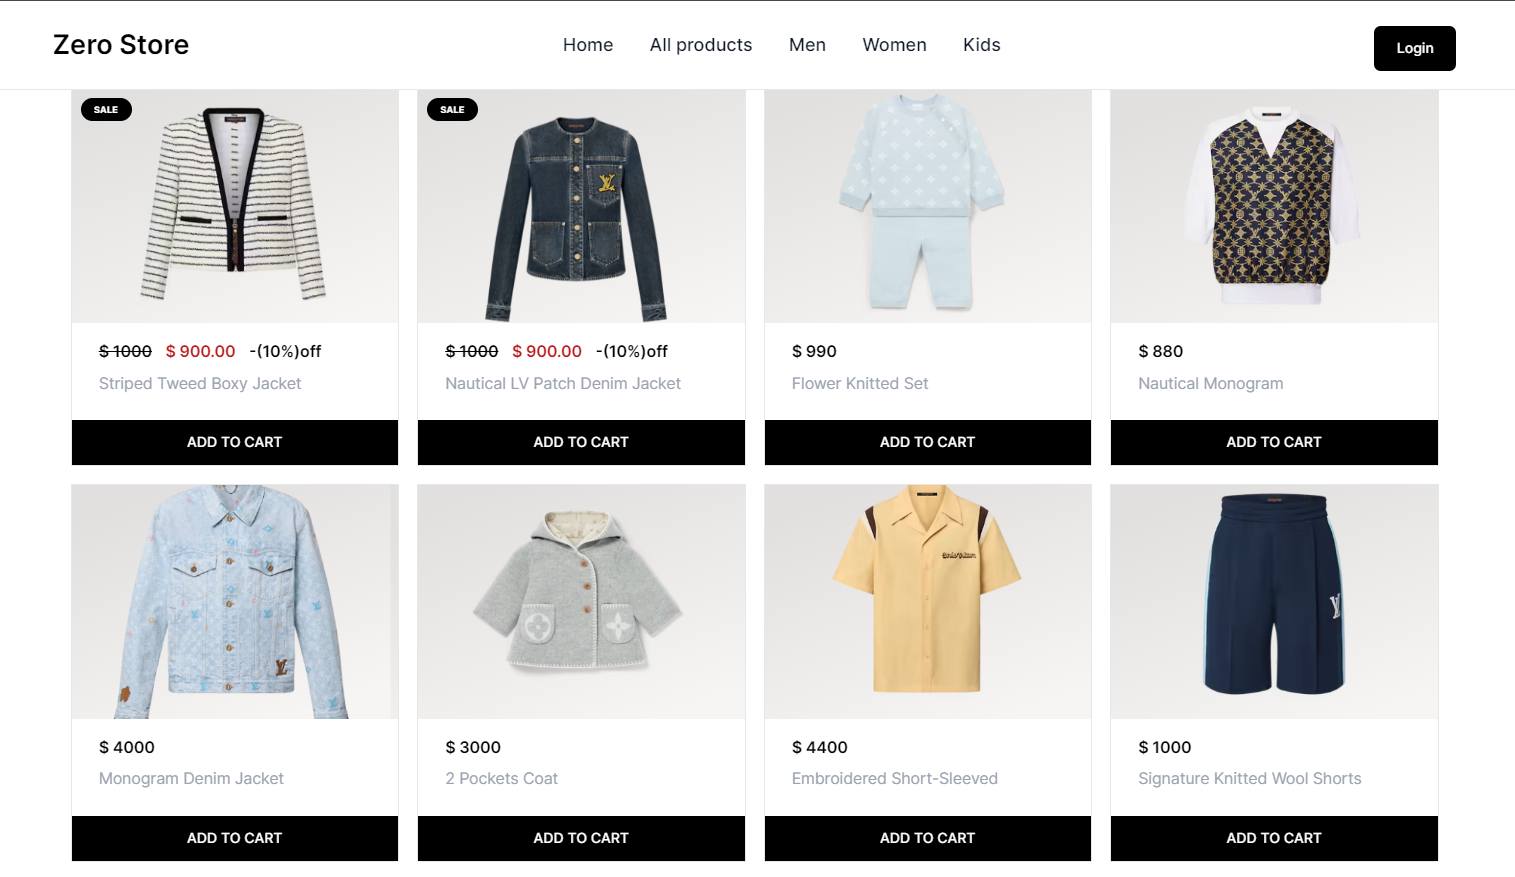 Zero Store
Home All products Men Women Kids
Login
SALE
SALE
$ 1000 $ 900.00 -(10%)off
Striped Tweed Boxy Jacket
ADD TO CART
$ 1000 $ 900.00 -(10%)off
Nautical LV Patch Denim Jacket
ADD TO CART
$ 990
Flower Knitted Set
ADD TO CART
$ 880
Nautical Monogram
ADD TO CART
$ 4000
Monogram Denim Jacket
ADD TO CART
$ 3000
2 Pockets Coat
ADD TO CART
$ 4400
Embroidered Short-Sleeved
ADD TO CART
$ 1000
Signature Knitted Wool Shorts
ADD TO CART